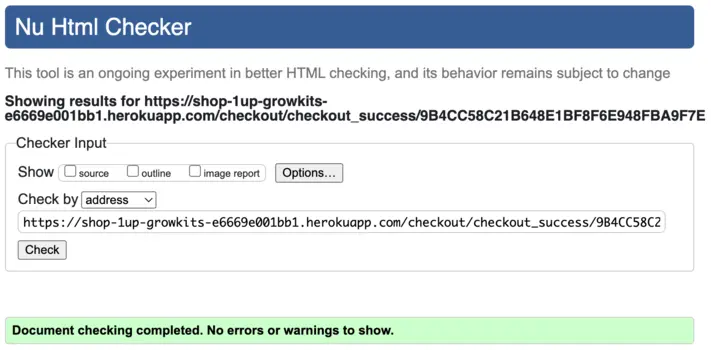 Nu Html Checker
This tool is an ongoing experiment in better HTML checking, and its behavior remains subject to change
Showing results for https://shop-1up-growkits-
e6669e001bb1.herokuapp.com/checkout/checkout_success/9B4CC58C21B648E1BF8F6E948FBA9F7E
Checker Input
Show source outline image report Options...
Check by address
https://shop-1up-growkits-e6669e001bb1.herokuapp.com/checkout/checkout_success/9B4CC58C2
Check
Document checking completed. No errors or warnings to show.